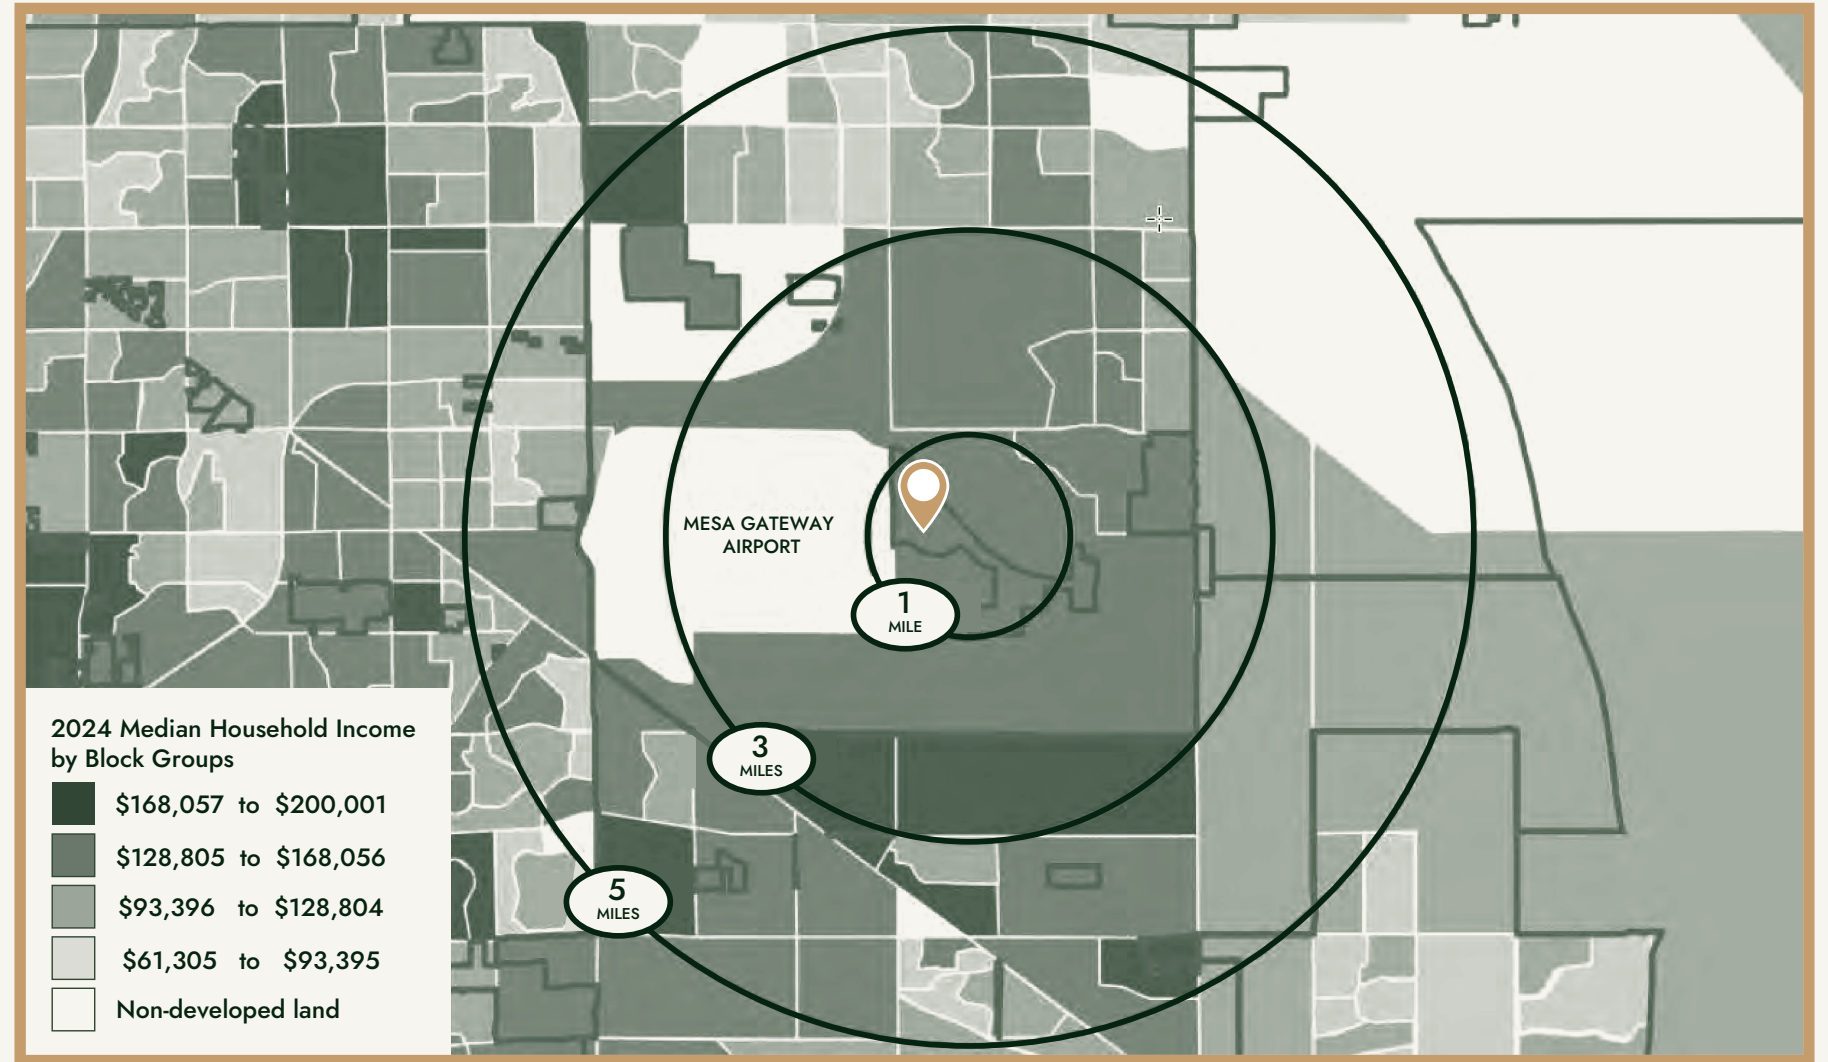 MESA GATEWAY
AIRPORT
1
MILE
3
MILES
5
MILES
2024 Median Household Income
by Block Groups
$168,057 to $200,001
$128,805 to $168,056
$93,396 to $128,804
$61,305 to $93,395
Non-developed land